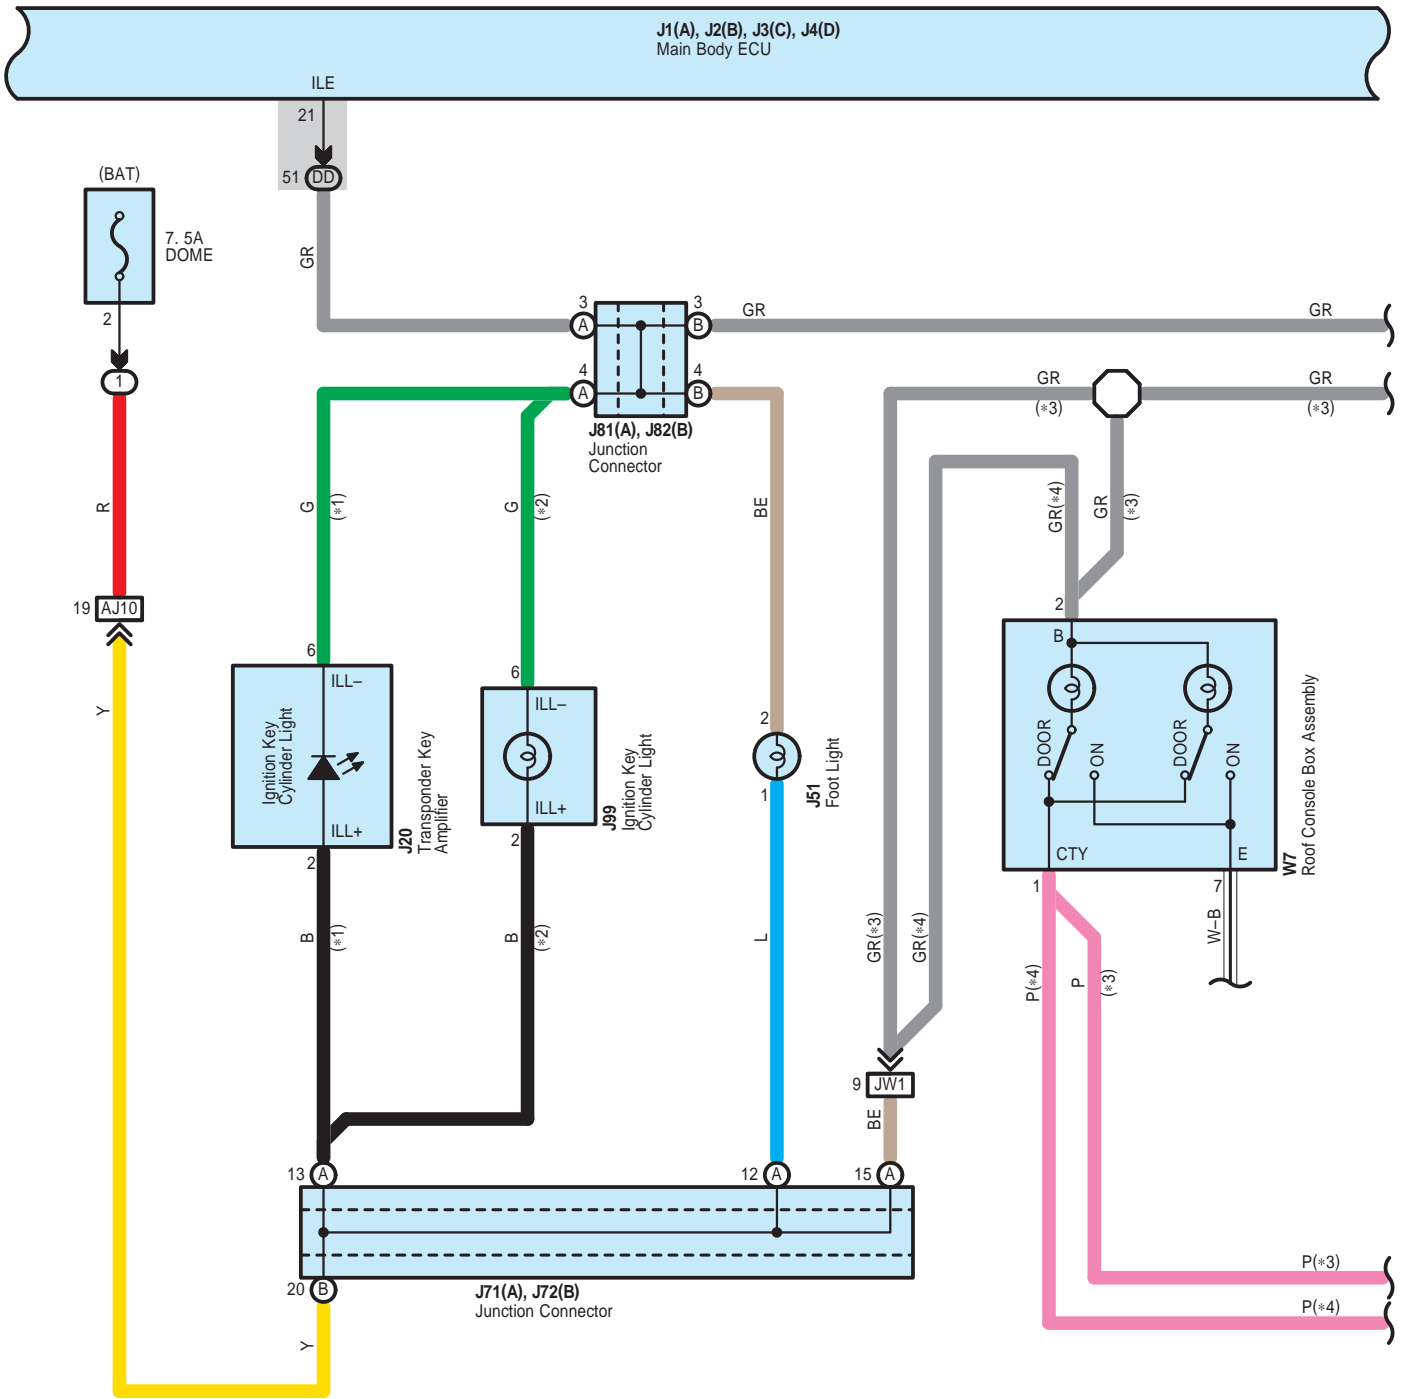 J1(A), J2(B), J3(C), J4(D)
Main Body ECU
ILE
21
51 DD
(BAT)
7. 5A
DOME
2
1
GR
3 3
A B
GR
GR
4 4
A B
J81(A), J82(B)
Junction
Connector
GR
(*3)
GR
(*3)
R
G
(*1)
G
(*2)
BE
GR(*4)
GR
(*3)
19 AJ10
Y
6
ILL–
Ignition Key
Cylinder Light
ILL+
2
J20
Transponder Key
Amplifier
6
ILL–
ILL+
2
J99
Ignition Key
Cylinder Light
2
1
J51
Foot Light
2
B
DOOR
ON
DOOR
ON
CTY
E
1
7
W7
Roof Console Box Assembly
B
(*1)
B
(*2)
L
GR(*3)
GR(*4)
P(*4)
P
(*3)
W–B
9 JW1
BE
13 A
12 A
15 A
20 B
J71(A), J72(B)
Junction Connector
Y
P(*3)
P(*4)